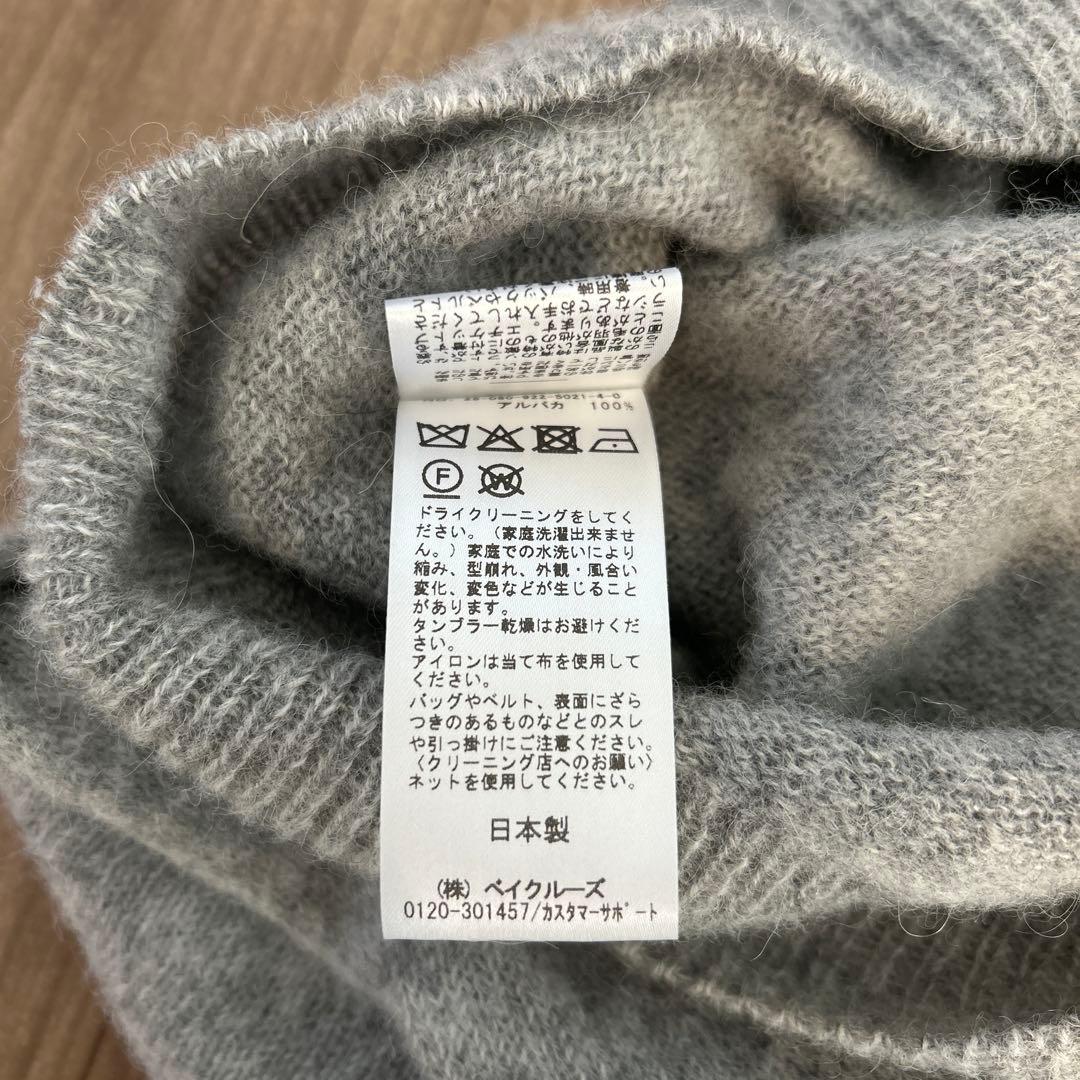 アルパカ 100%
F W
ドライクリーニングをしてく
ださい。（家庭洗濯出来ませ
ん。）家庭での水洗いにより
縮み、型崩れ、外観・風合い
変化、変色などが生じること
があります。
タンブラー乾燥はお避けくだ
さい。
アイロンは当て布を使用して
ください。
バッグやベルト、表面にざら
つきのあるものなどとのスレ
や引っ掛けにご注意ください。
〈クリーニング店へのお願い〉
ネットを使用してください。
日本製
（株）ベイクルーズ
0120-301457/カスタマーサポート